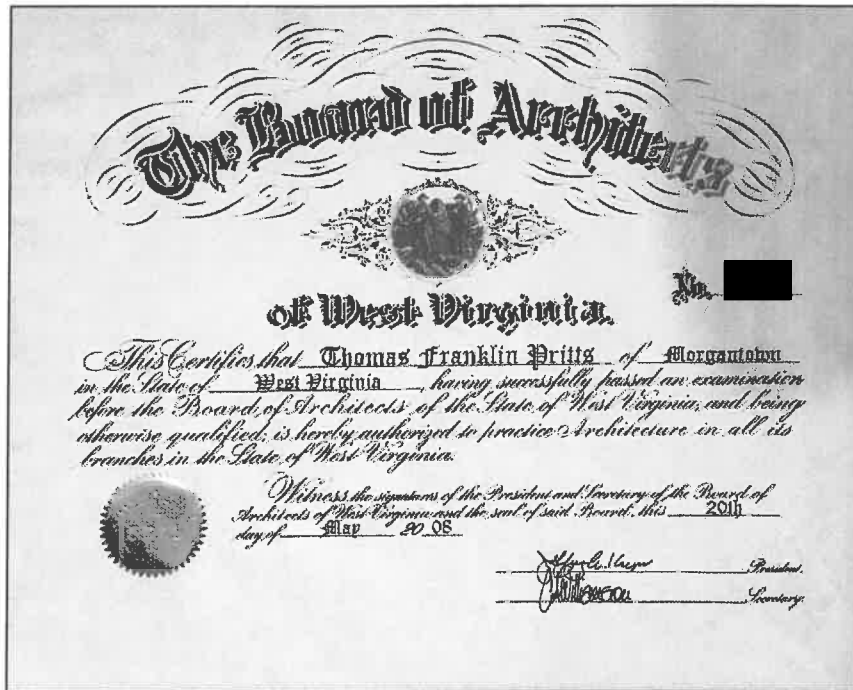 The Board of Architects
of West Virginia.
No.
This Certifies that Thomas Franklin Pritts of Morgantown
in the State of West Virginia, having successfully passed an examination
before the Board of Architects of the State of West Virginia, and being
otherwise qualified, is hereby authorized to practice Architecture in all its
branches in the State of West Virginia.
Witness the signatures of the President and Secretary of the Board of
Architects of West Virginia and the seal of said Board, this 20th
day of May 20 08
President.
Secretary.